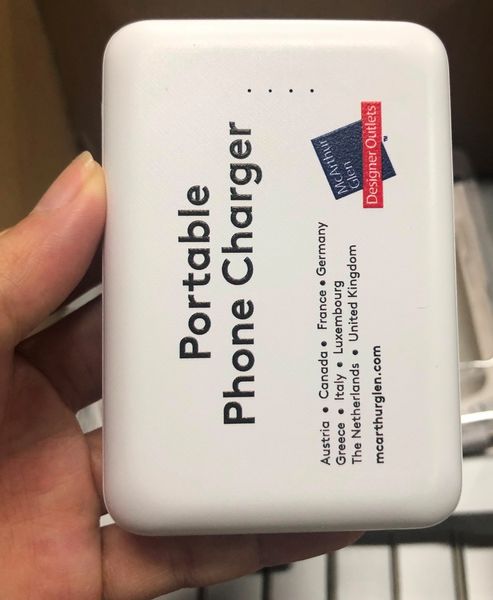 Portable
Phone Charger
McArthur
Glen
Designer Outlets
™
Austria • Canada • France • Germany
Greece • Italy • Luxembourg
The Netherlands • United Kingdom
mcarthurglen.com